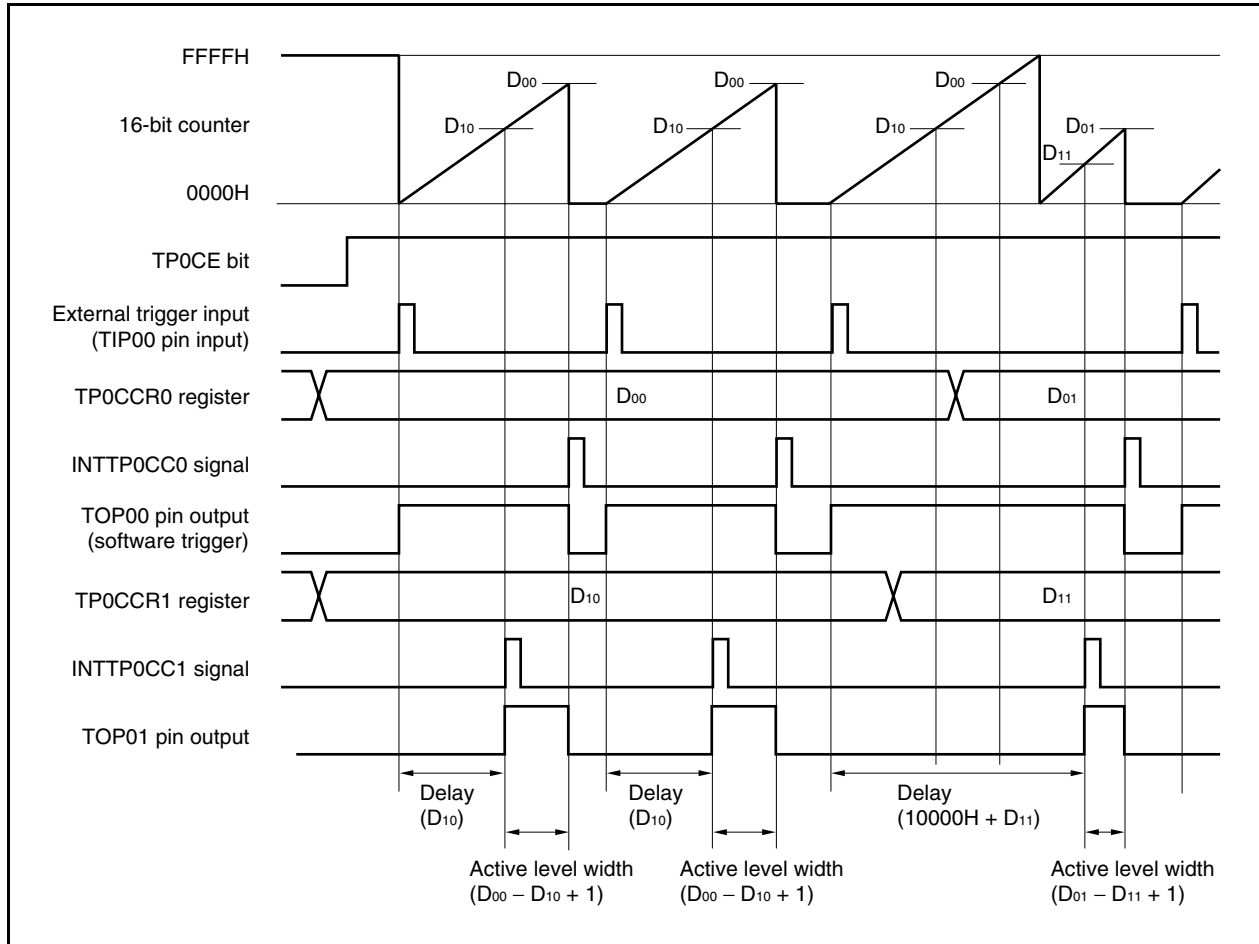 FFFFH
16-bit counter
0000H
D10
D00
D10
D00
D10
D00
D11
D01
TP0CE bit
External trigger input
(TIP00 pin input)
TP0CCR0 register
D00
D01
INTTP0CC0 signal
TOP00 pin output
(software trigger)
TP0CCR1 register
D10
D11
INTTP0CC1 signal
TOP01 pin output
Delay
(D10)
Delay
(D10)
Delay
(10000H + D11)
Active level width
(D00 − D10 + 1)
Active level width
(D00 − D10 + 1)
Active level width
(D01 − D11 + 1)